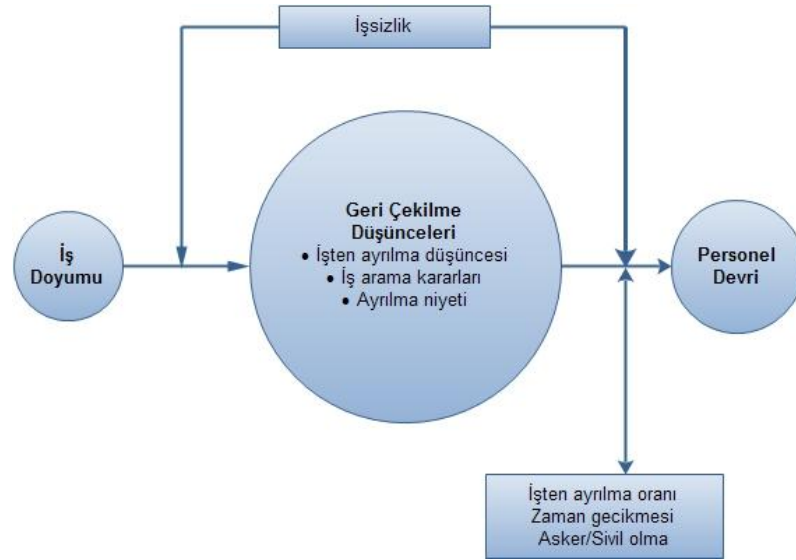 İşsizlik
İş
Doyumu
Geri Çekilme
Düşünceleri
● İşten ayrılma düşüncesi
● İş arama kararları
● Ayrılma niyeti
Personel
Devri
İşten ayrılma oranı
Zaman gecikmesi
Asker/Sivil olma